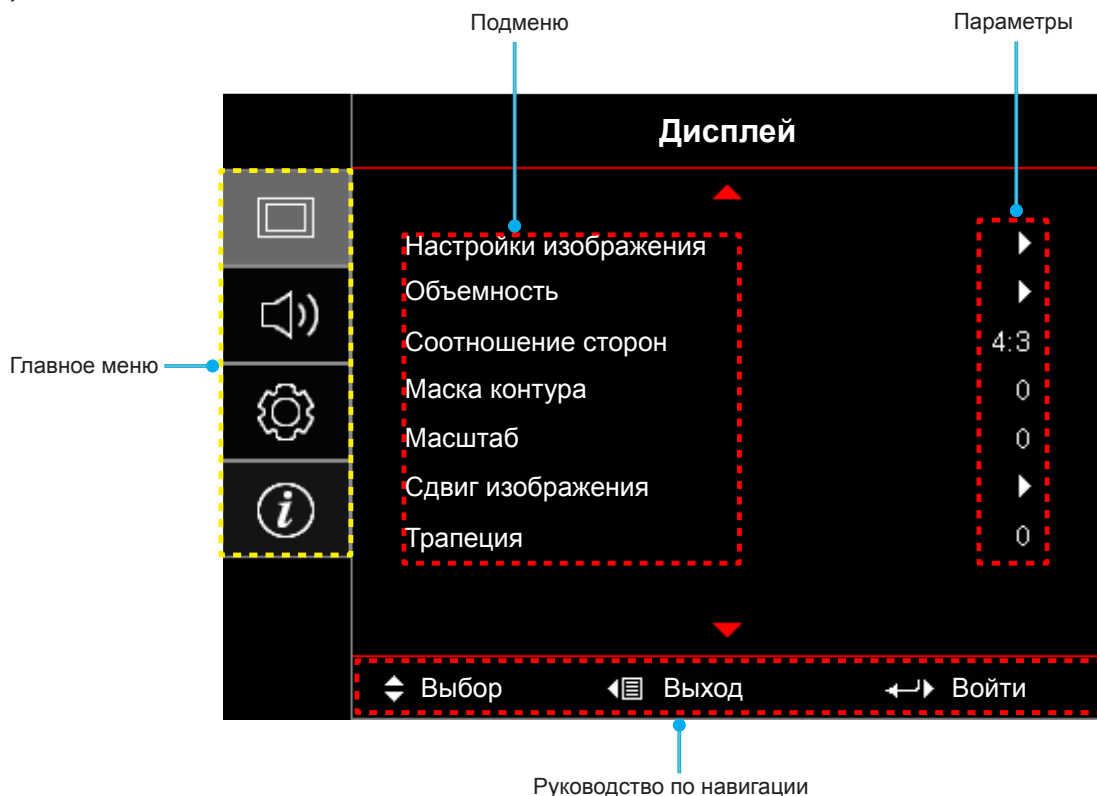 Подменю
Параметры
Дисплей
Настройки изображения
Объемность
Соотношение сторон 4:3
Маска контура 0
Масштаб 0
Сдвиг изображения
Трапеция 0
Главное меню
Выбор Выход Войти
Руководство по навигации